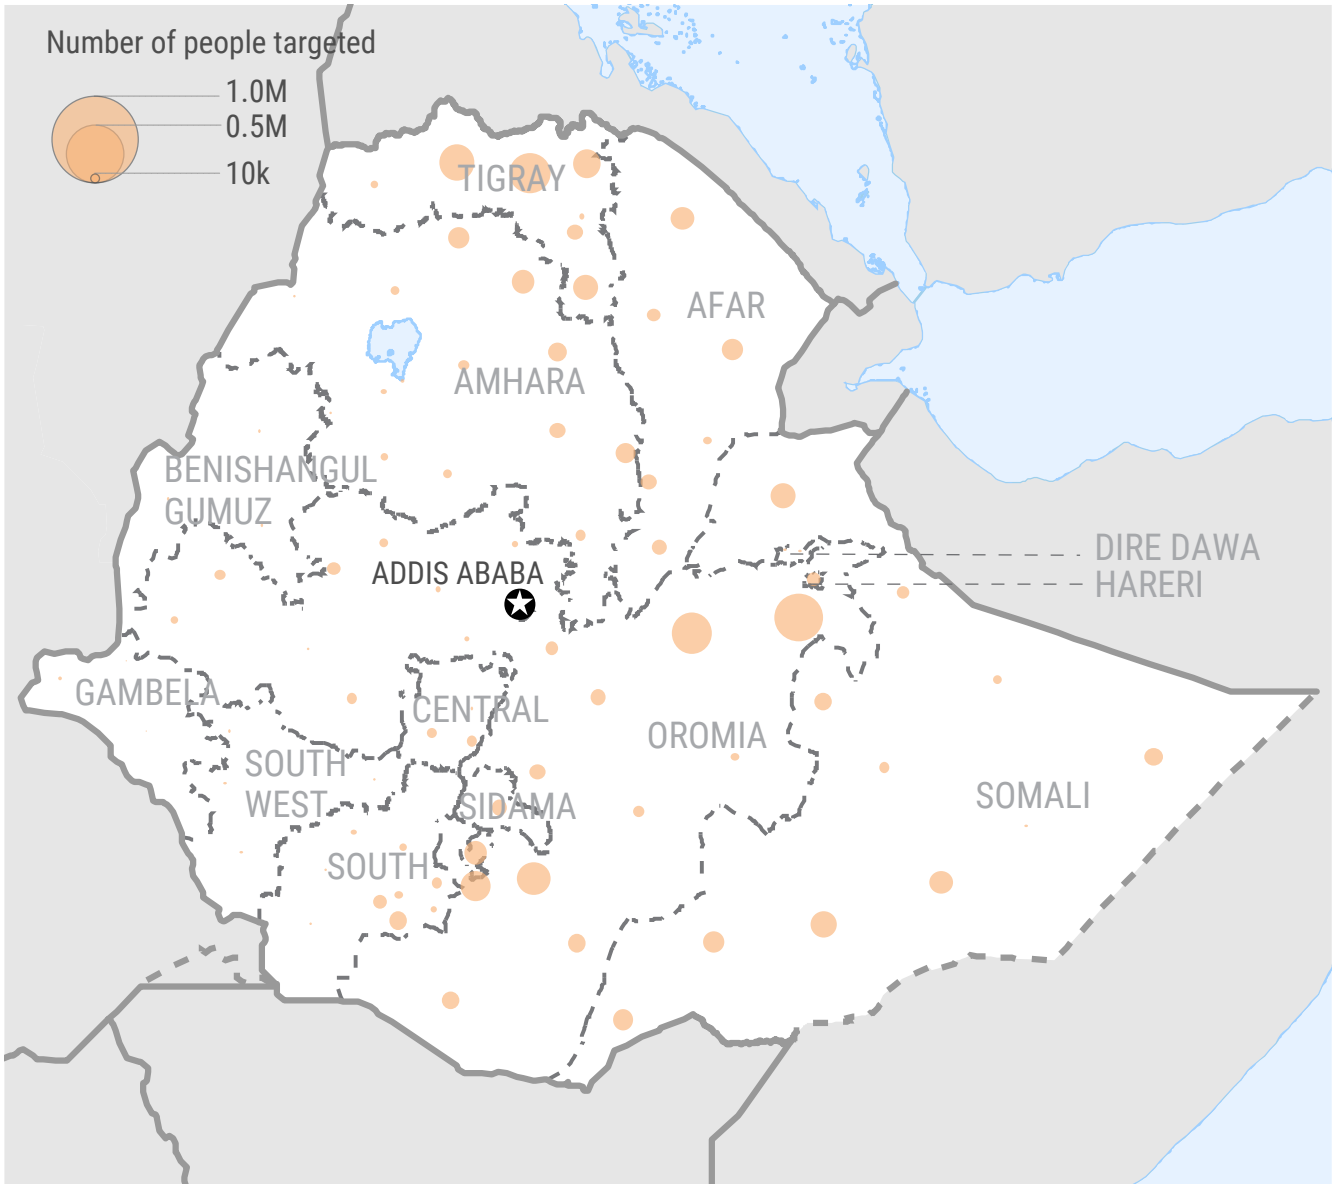 Number of people targeted
1.0M
0.5M
10k
TIGRAY
AFAR
AMHARA
BENISHANGUL
GUMUZ
DIRE DAWA
HARERI
ADDIS ABABA
GAMBELA
CENTRAL
OROMIA
SOUTH
WEST
SIDAMA
SOMALI
SOUTH